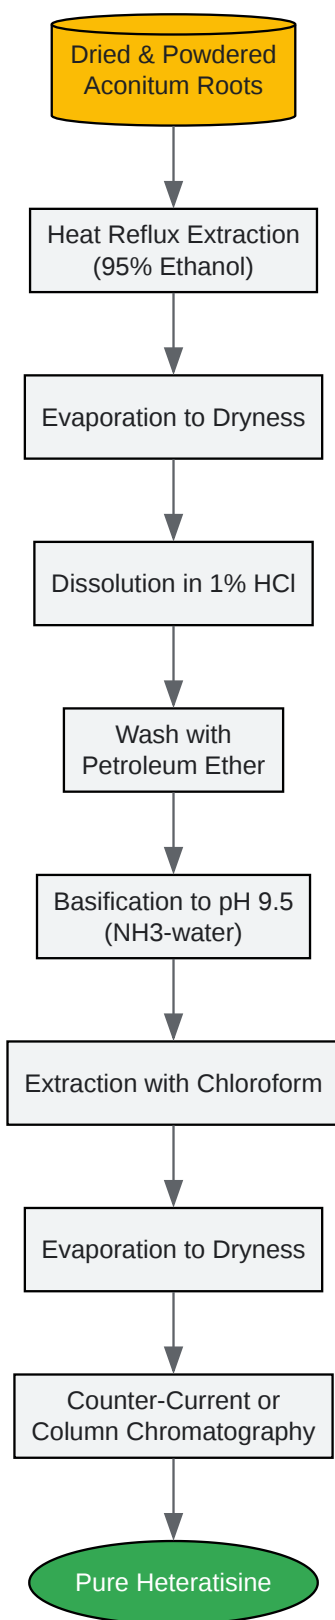 Dried & Powdered
Aconitum Roots
Heat Reflux Extraction
(95% Ethanol)
Evaporation to Dryness
Dissolution in 1% HCl
Wash with
Petroleum Ether
Basification to pH 9.5
(NH3-water)
Extraction with Chloroform
Evaporation to Dryness
Counter-Current or
Column Chromatography
Pure Heteratisine